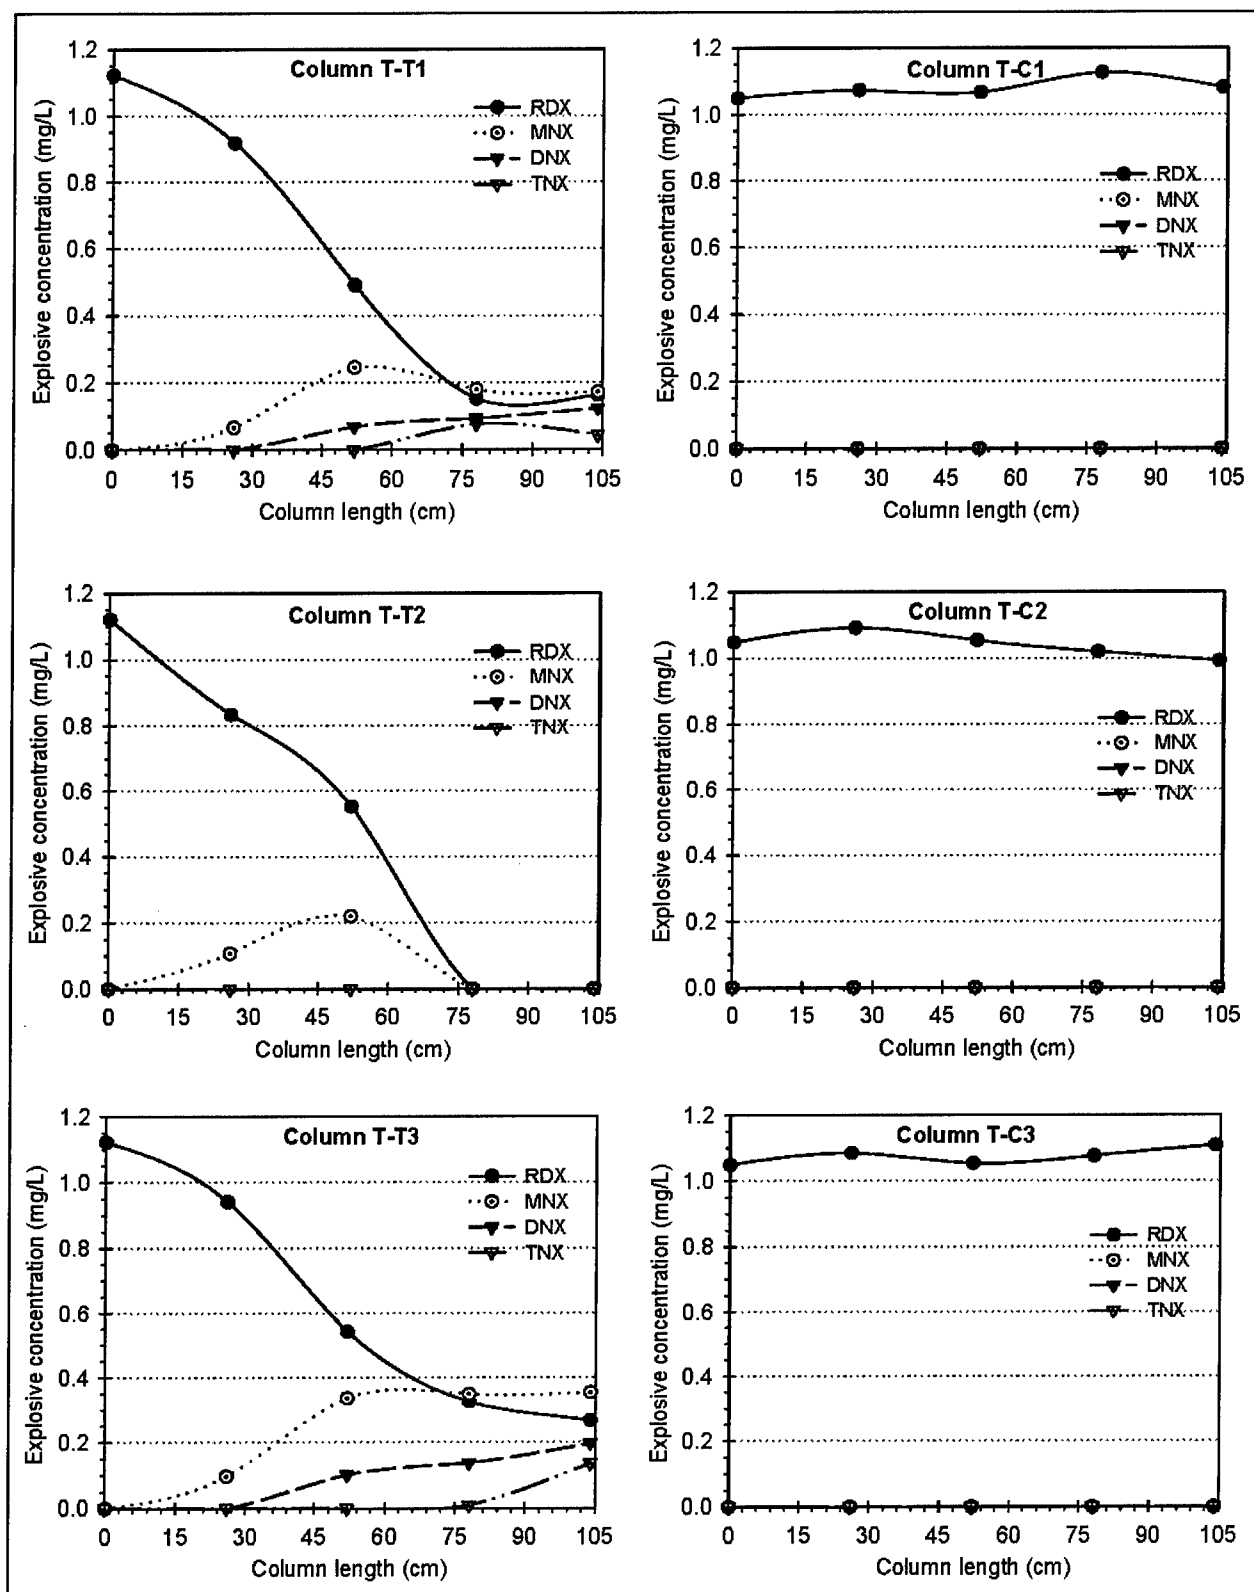 Column T-T1
Explosive concentration (mg/L)
1.2
1.0
0.8
0.6
0.4
0.2
0.0
RDX
MNX
DNX
TNX
0 15 30 45 60 75 90 105
Column length (cm)
Column T-C1
Explosive concentration (mg/L)
1.2
1.0
0.8
0.6
0.4
0.2
0.0
RDX
MNX
DNX
TNX
0 15 30 45 60 75 90 105
Column length (cm)
Column T-T2
Explosive concentration (mg/L)
1.2
1.0
0.8
0.6
0.4
0.2
0.0
RDX
MNX
DNX
TNX
0 15 30 45 60 75 90 105
Column length (cm)
Column T-C2
Explosive concentration (mg/L)
1.2
1.0
0.8
0.6
0.4
0.2
0.0
RDX
MNX
DNX
TNX
0 15 30 45 60 75 90 105
Column length (cm)
Column T-T3
Explosive concentration (mg/L)
1.2
1.0
0.8
0.6
0.4
0.2
0.0
RDX
MNX
DNX
TNX
0 15 30 45 60 75 90 105
Column length (cm)
Column T-C3
Explosive concentration (mg/L)
1.2
1.0
0.8
0.6
0.4
0.2
0.0
RDX
MNX
DNX
TNX
0 15 30 45 60 75 90 105
Column length (cm)